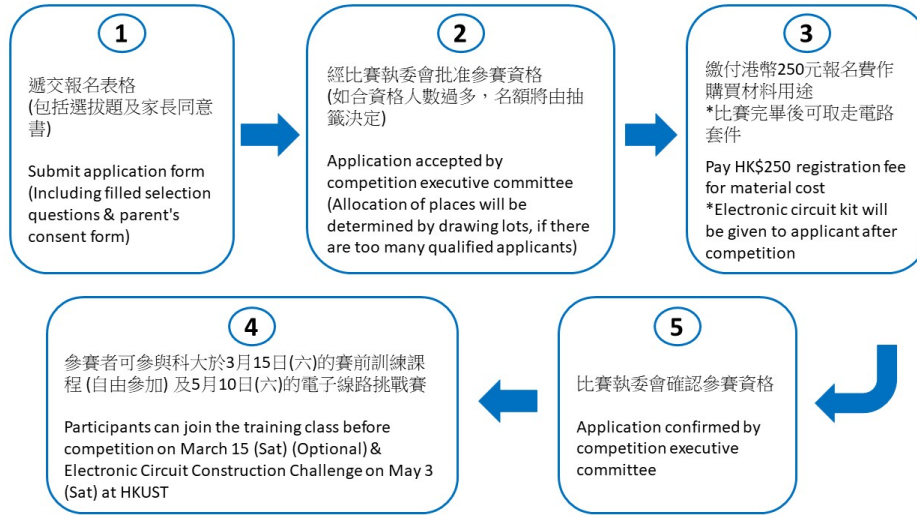 1
遞交報名表格
(包括選拔題及家長同意
書)
Submit application form
(Including filled selection
questions & parent's
consent form)
2
經比賽執委會批准參賽資格
(如合資格人數過多，名額將由抽
籤決定)
Application accepted by
competition executive committee
(Allocation of places will be
determined by drawing lots, if there
are too many qualified applicants)
3
繳付港幣250元報名費作
購買材料用途
*比賽完畢後可取走電路
套件
Pay HK$250 registration fee
for material cost
*Electronic circuit kit will
be given to applicant after
competition
4
參賽者可參與科大於3月15日(六)的賽前訓練課
程 (自由參加) 及5月10日(六)的電子線路挑戰賽
Participants can join the training class before
competition on March 15 (Sat) (Optional) &
Electronic Circuit Construction Challenge on May 3
(Sat) at HKUST
5
比賽執委會確認參賽資格
Application confirmed by
competition executive
committee